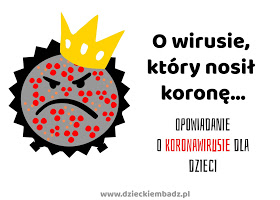 O wirusie,
który nosił
koronę...
OPOWIADANIE
O KORONAWIRUSIE DLA
DZIECI
www.dzieckiembadz.pl